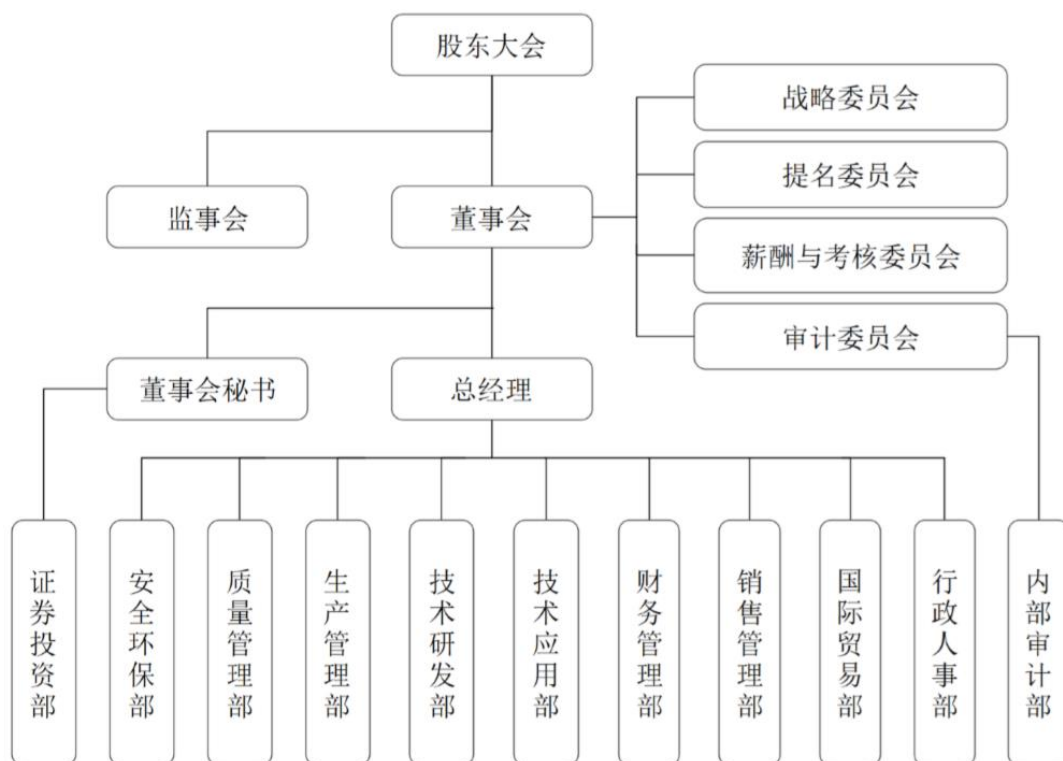 股东大会
战略委员会
提名委员会
监事会
董事会
薪酬与考核委员会
审计委员会
董事会秘书
总经理
证券投资部
安全环保部
质量管理部
生产管理部
技术研发部
技术应用部
财务管理部
销售管理部
国际贸易部
行政人事部
内部审计部